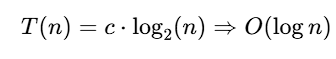 T(n) = c · log₂(n) ⇒ O(log n)